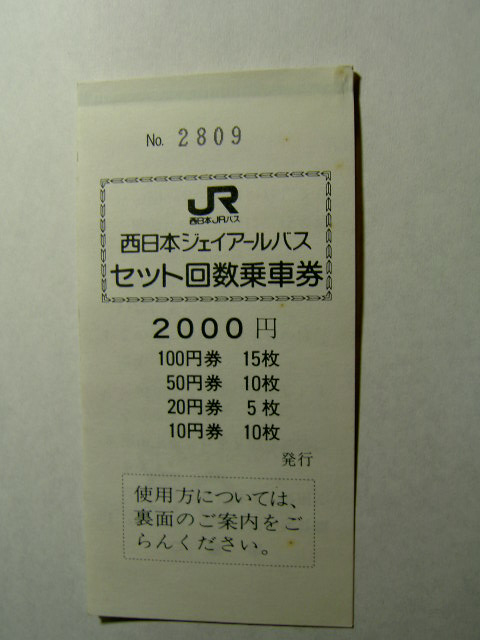 No. 2809
JR
西日本JRバス
西日本ジェイアールバス
セット回数乗車券
2000円
100円券 15枚
50円券 10枚
20円券 5枚
10円券 10枚
発行
使用方については、
裏面のご案内をご
らんください。